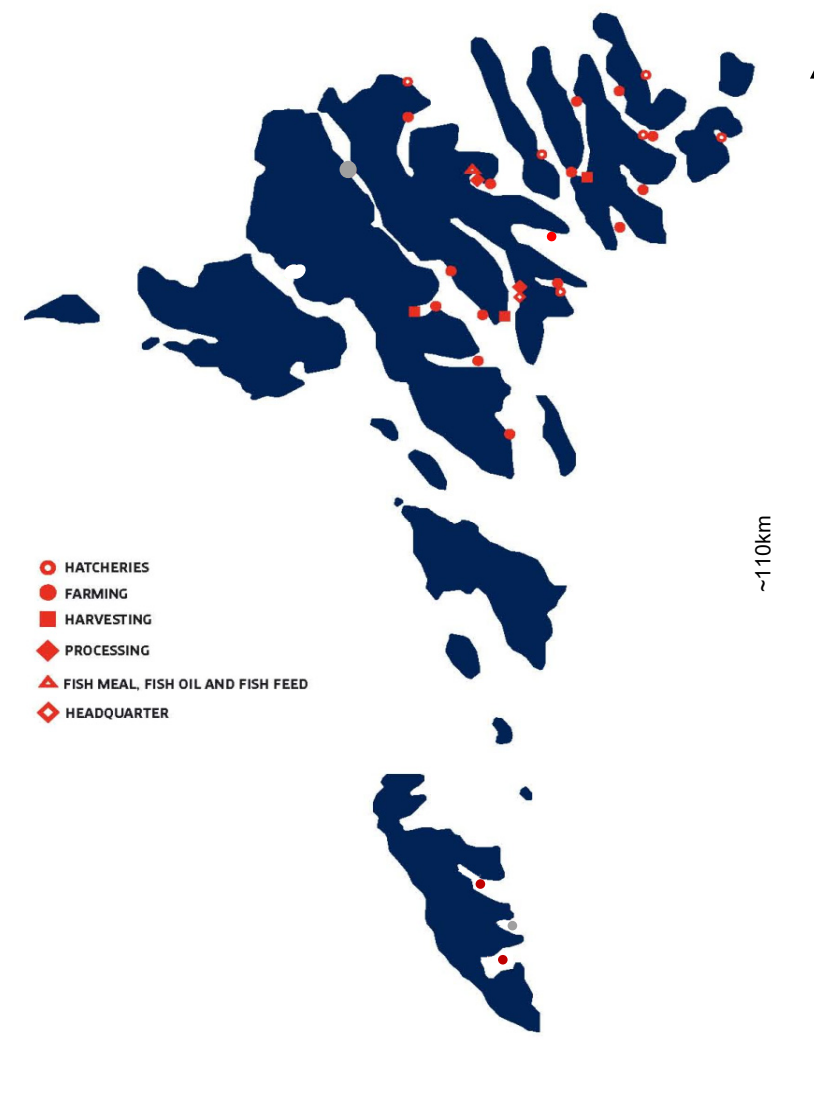 HATCHERIES
FARMING
HARVESTING
PROCESSING
FISH MEAL, FISH OIL AND FISH FEED
HEADQUARTER
~110km